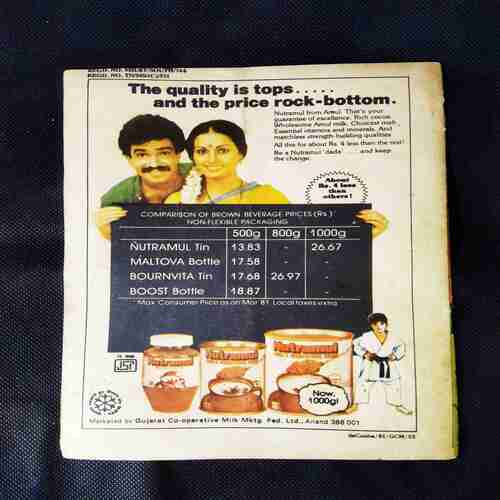 The quality is tops.....
and the price rock-bottom.
Nutramul from Amul. That's your
guarantee of excellence. Rich cocoa.
Wholesome Amul milk. Choicest malt.
Essential vitamins and minerals. And
matchless strength-building qualities
All this for about Rs. 4 less than the rest!
Be a Nutramul 'dada' ..... and keep
the change.
About
Rs. 4 less
than
others!
COMPARISON OF BROWN BEVERAGE PRICES (Rs.)
NON-FLEXIBLE PACKAGING
500g 800g 1000g
NUTRAMUL Tin 13.83 - 26.67
MALTOVA Bottle 17.58 - -
BOURNVITA Tin 17.68 26.97 -
BOOST Bottle 18.87 - -
Max Consumer Price as on Mar 81. Local taxes extra
Nutramul
Nutramul
Nutramul
ISI
Now,
1000g!
Marketed by Gujarat Co-operative Milk Mktg. Fed. Ltd., Anand 388 001